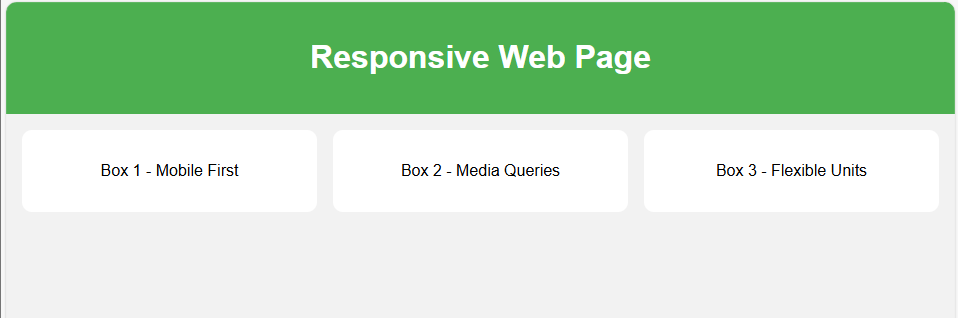 Responsive Web Page
Box 1 - Mobile First
Box 2 - Media Queries
Box 3 - Flexible Units